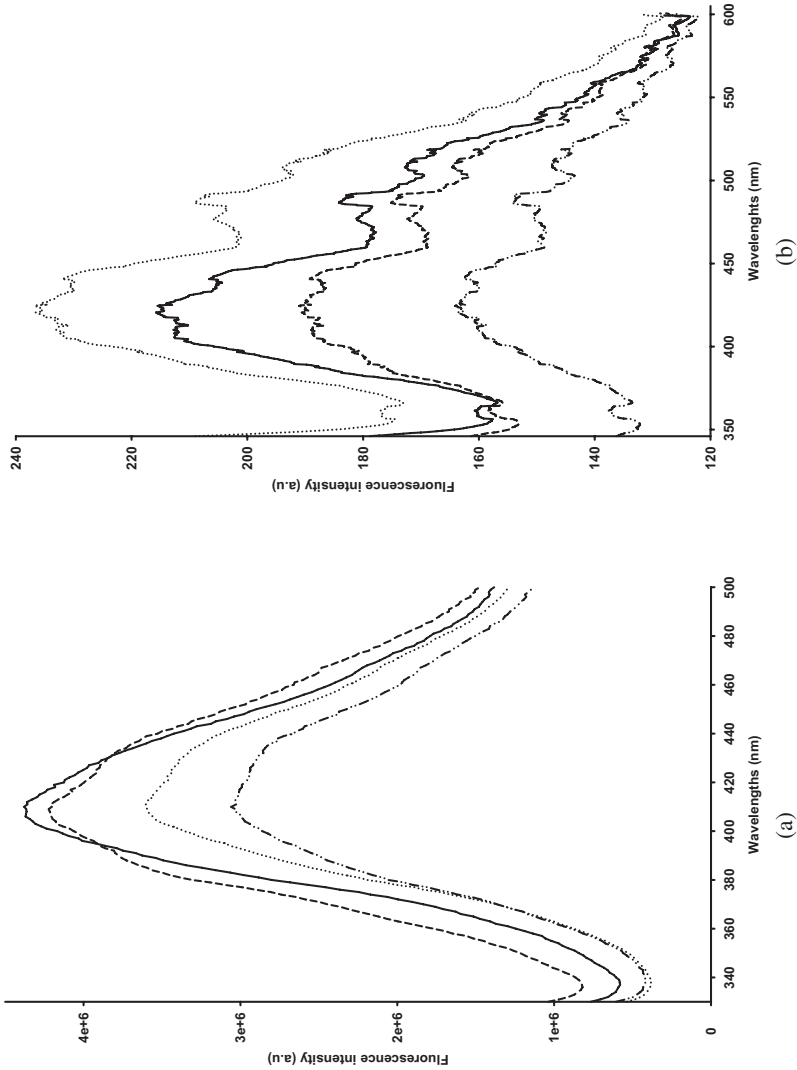 Fluorescence intensity (a.u)
4e+6
3e+6
2e+6
1e+6
0
340
360
380
400
420
440
460
480
500
Wavelengths (nm)
(a)
Fluorescence intensity (a.u)
240
220
200
180
160
140
120
350
400
450
500
550
600
Wavelenghts (nm)
(b)